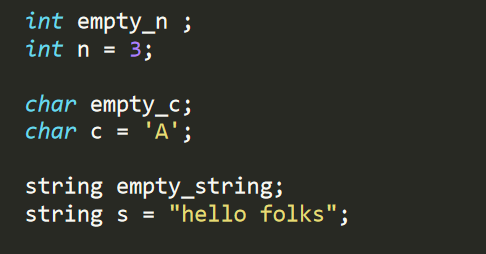 int empty_n ;
int n = 3;
char empty_c;
char c = 'A';
string empty_string;
string s = "hello folks";